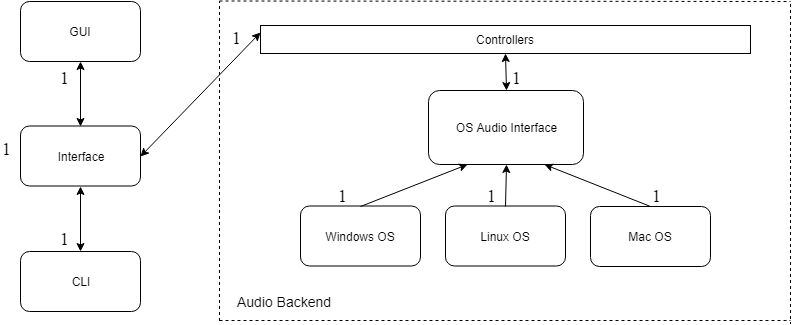 GUI
1
Interface
1
1
CLI
1
Controllers
1
OS Audio Interface
1
1
1
Windows OS
Linux OS
Mac OS
Audio Backend